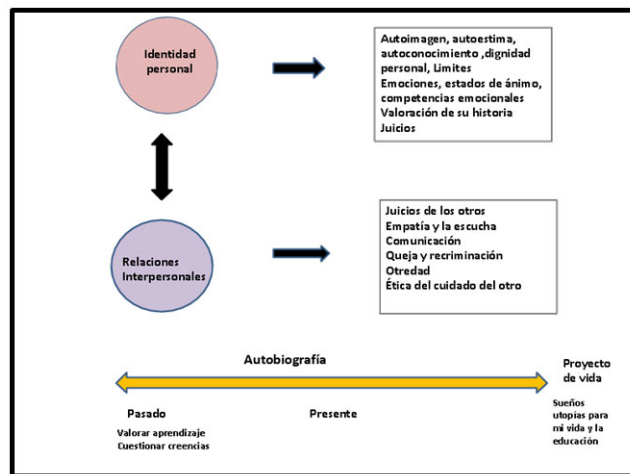 Identidad
personal
Autoimagen, autoestima,
autoconocimiento ,dignidad
personal, Limites
Emociones, estados de ánimo,
competencias emocionales
Valoración de su historia
Juicios
Relaciones
Interpersonales
Juicios de los otros
Empatía y la escucha
Comunicación
Queja y recriminación
Otredad
Ética del cuidado del otro
Autobiografía
Proyecto
de vida
Pasado
Presente
Valorar aprendizaje
Cuestionar creencias
Sueños
utopías para
mi vida y la
educación